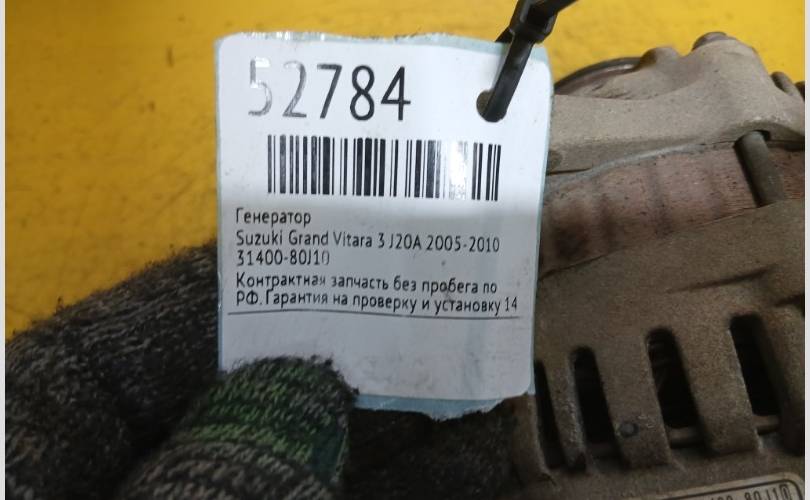 52784
Генератор
Suzuki Grand Vitara 3 J20A 2005-2010
31400-80J10
Контрактная запчасть без пробега по
РФ. Гарантия на проверку и установку 14
80J10